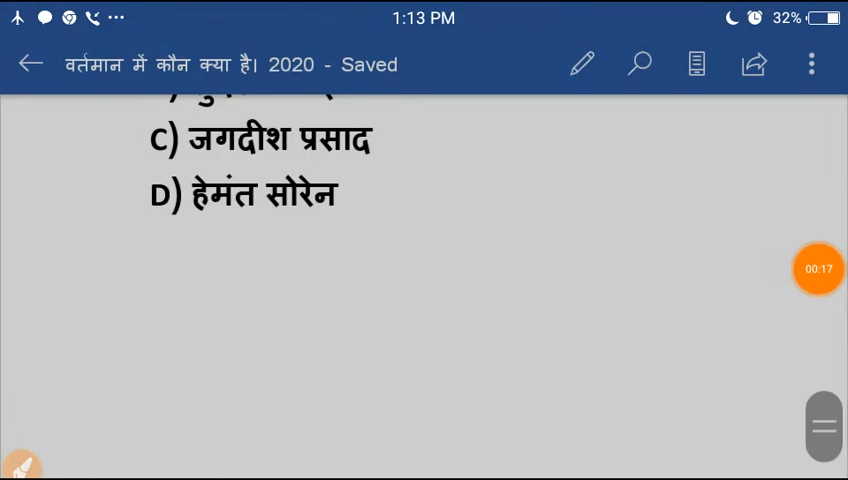 1:13 PM
32%
वर्तमान में कौन क्या है। 2020 - Saved
C) जगदीश प्रसाद
D) हेमंत सोरेन
00:17